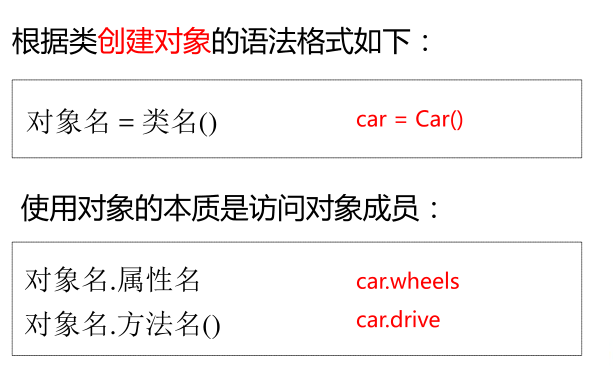 根据类创建对象的语法格式如下：
对象名 = 类名() car = Car()
使用对象的本质是访问对象成员：
对象名.属性名 car.wheels
对象名.方法名() car.drive